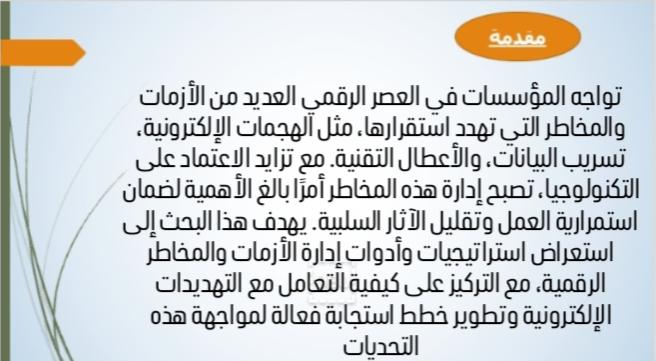 مقدمة
تواجه المؤسسات في العصر الرقمي العديد من الأزمات
والمخاطر التي تهدد استقرارها، مثل الهجمات الإلكترونية،
تسريب البيانات، والأعطال التقنية. مع تزايد الاعتماد على
التكنولوجيا، تصبح إدارة هذه المخاطر أمرًا بالغ الأهمية لضمان
استمرارية العمل وتقليل الآثار السلبية. يهدف هذا البحث إلى
استعراض استراتيجيات وأدوات إدارة الأزمات والمخاطر
الرقمية، مع التركيز على كيفية التعامل مع التهديدات
الإلكترونية وتطوير خطط استجابة فعالة لمواجهة هذه
التحديات